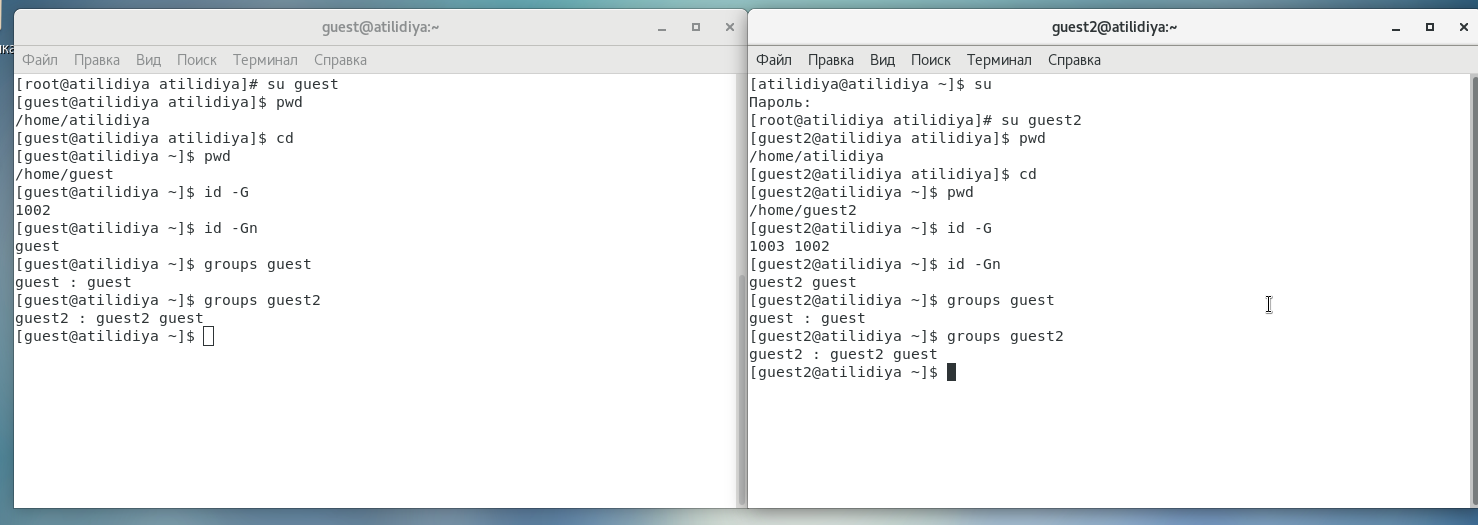 ка
guest@atilidiya:~
Файл Правка Вид Поиск Терминал Справка
[root@atilidiya atilidiya]# su guest
[guest@atilidiya atilidiya]$ pwd
/home/atilidiya
[guest@atilidiya atilidiya]$ cd
[guest@atilidiya ~]$ pwd
/home/guest
[guest@atilidiya ~]$ id -G
1002
[guest@atilidiya ~]$ id -Gn
guest
[guest@atilidiya ~]$ groups guest
guest : guest
[guest@atilidiya ~]$ groups guest2
guest2 : guest2 guest
[guest@atilidiya ~]$
guest2@atilidiya:~
Файл Правка Вид Поиск Терминал Справка
[atilidiya@atilidiya ~]$ su
Пароль:
[root@atilidiya atilidiya]# su guest2
[guest2@atilidiya atilidiya]$ pwd
/home/atilidiya
[guest2@atilidiya atilidiya]$ cd
[guest2@atilidiya ~]$ pwd
/home/guest2
[guest2@atilidiya ~]$ id -G
1003 1002
[guest2@atilidiya ~]$ id -Gn
guest2 guest
[guest2@atilidiya ~]$ groups guest
guest : guest
[guest2@atilidiya ~]$ groups guest2
guest2 : guest2 guest
[guest2@atilidiya ~]$